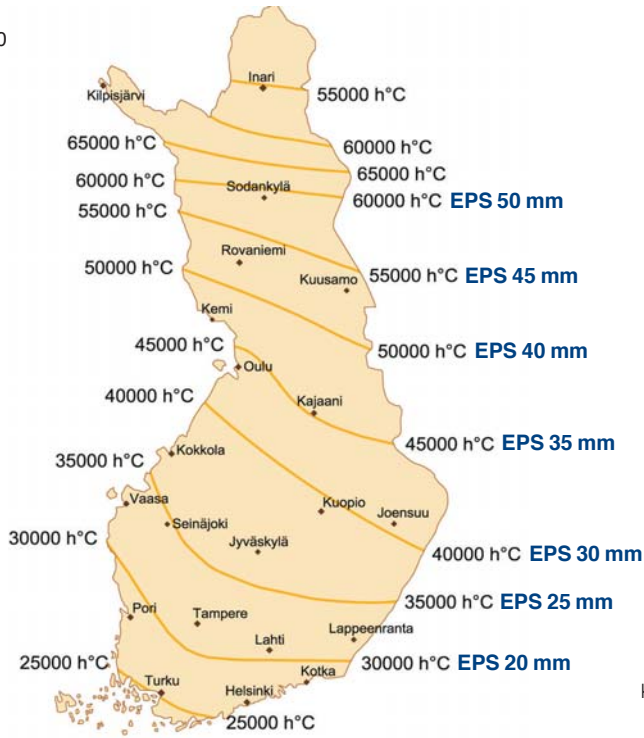 0
Inari
Kilpisjärvi
55000 h°C
65000 h°C
60000 h°C
65000 h°C
60000 h°C
Sodankylä
60000 h°C EPS 50 mm
55000 h°C
Rovaniemi
50000 h°C
Kuusamo
55000 h°C EPS 45 mm
Kemi
45000 h°C
50000 h°C EPS 40 mm
Oulu
40000 h°C
Kajaani
45000 h°C EPS 35 mm
Kokkola
35000 h°C
Vaasa
Kuopio
Joensuu
Seinäjoki
30000 h°C
Jyväskylä
40000 h°C EPS 30 mm
35000 h°C EPS 25 mm
Pori
Tampere
Lappeenranta
Lahti
25000 h°C
30000 h°C EPS 20 mm
Turku
Kotka
Helsinki
25000 h°C